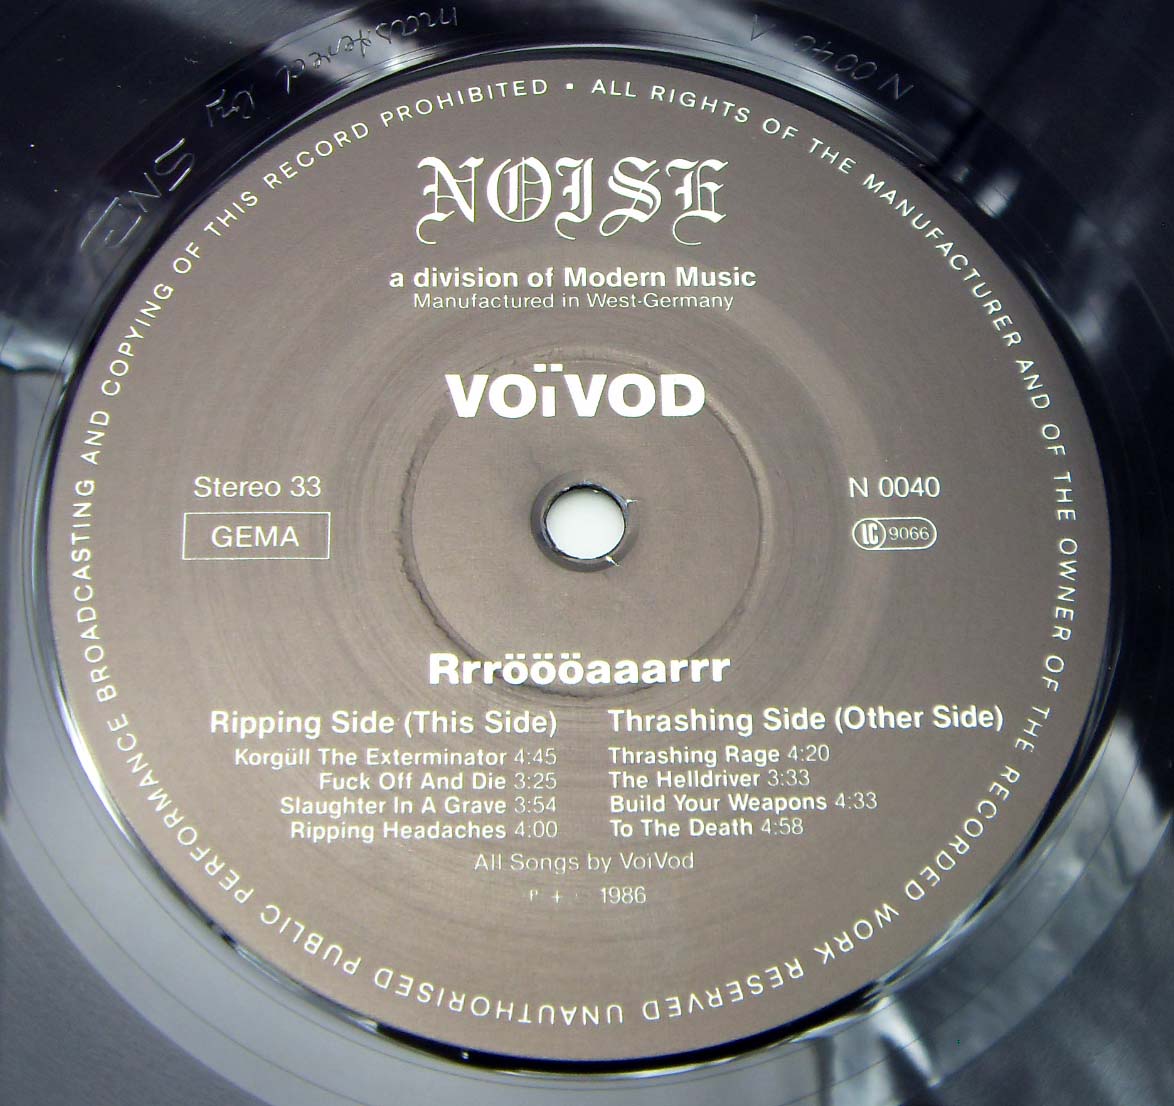 mastered by
SNE
N 0040 A
BROADCASTING AND COPYING OF THIS RECORD PROHIBITED ▪ ALL RIGHTS OF THE MANUFACTURER AND OF THE OWNER OF THE RECORDED WORK RESERVED UNAUTHORISED PUBLIC PERFORMANCE
NOISE
a division of Modern Music
Manufactured in West-Germany
VOïVOD
Stereo 33
GEMA
N 0040
LC 9066
Rrröööaaarrr
Ripping Side (This Side)
Korgüll The Exterminator 4:45
Fuck Off And Die 3:25
Slaughter In A Grave 3:54
Ripping Headaches 4:00
Thrashing Side (Other Side)
Thrashing Rage 4:20
The Helldriver 3:33
Build Your Weapons 4:33
To The Death 4:58
All Songs by VoïVod
P + 1986